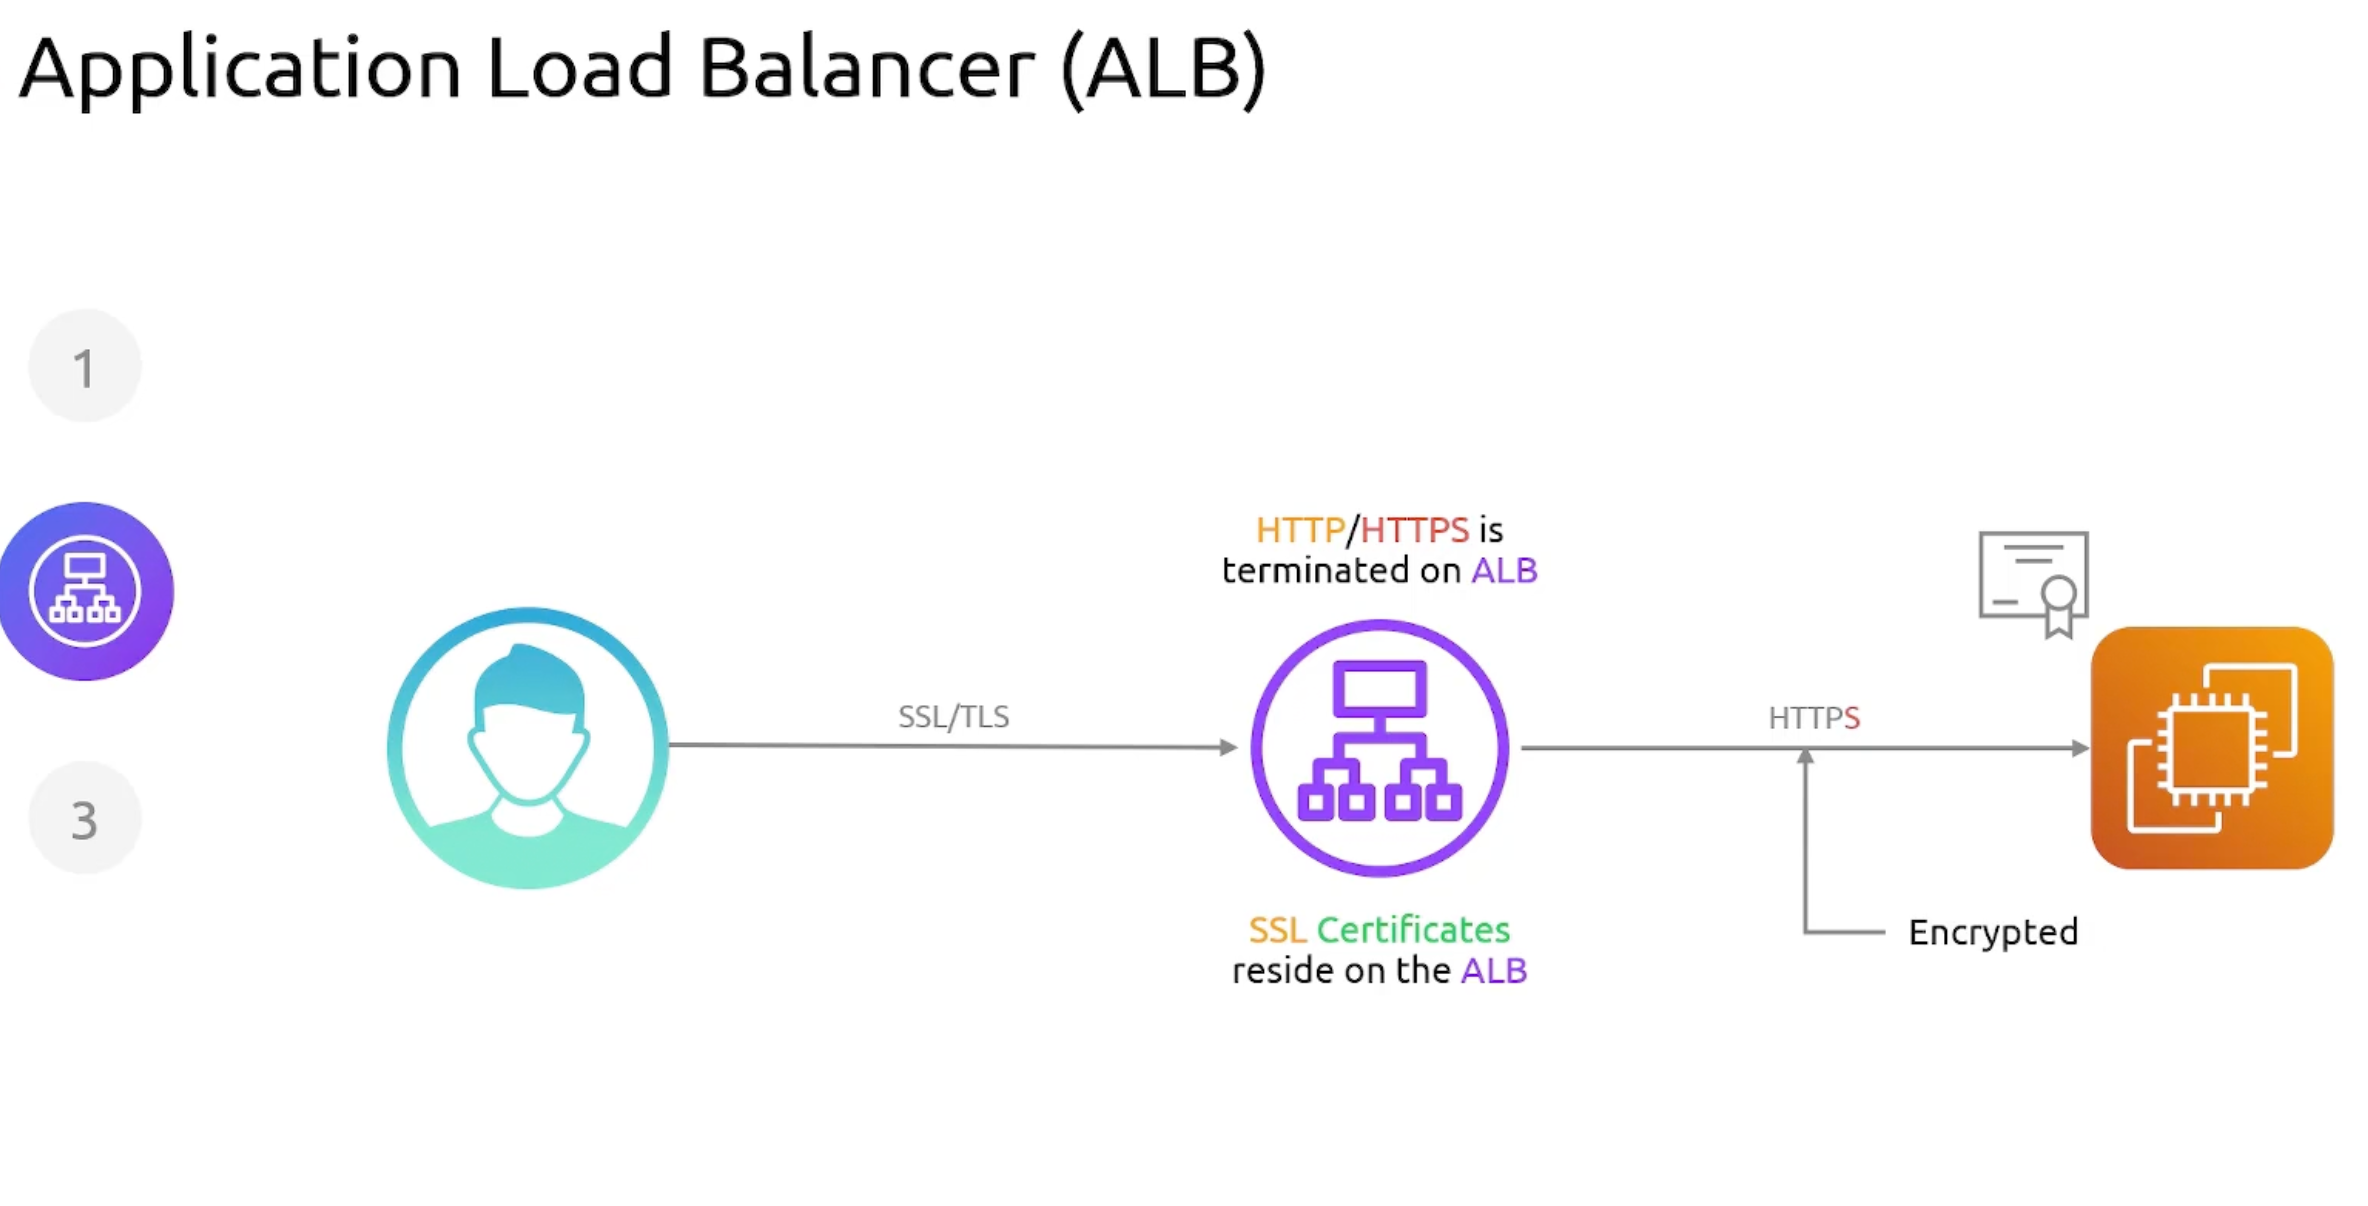 Application Load Balancer (ALB)
1
3
SSL/TLS
HTTP/HTTPS is
terminated on ALB
SSL Certificates
reside on the ALB
HTTPS
Encrypted